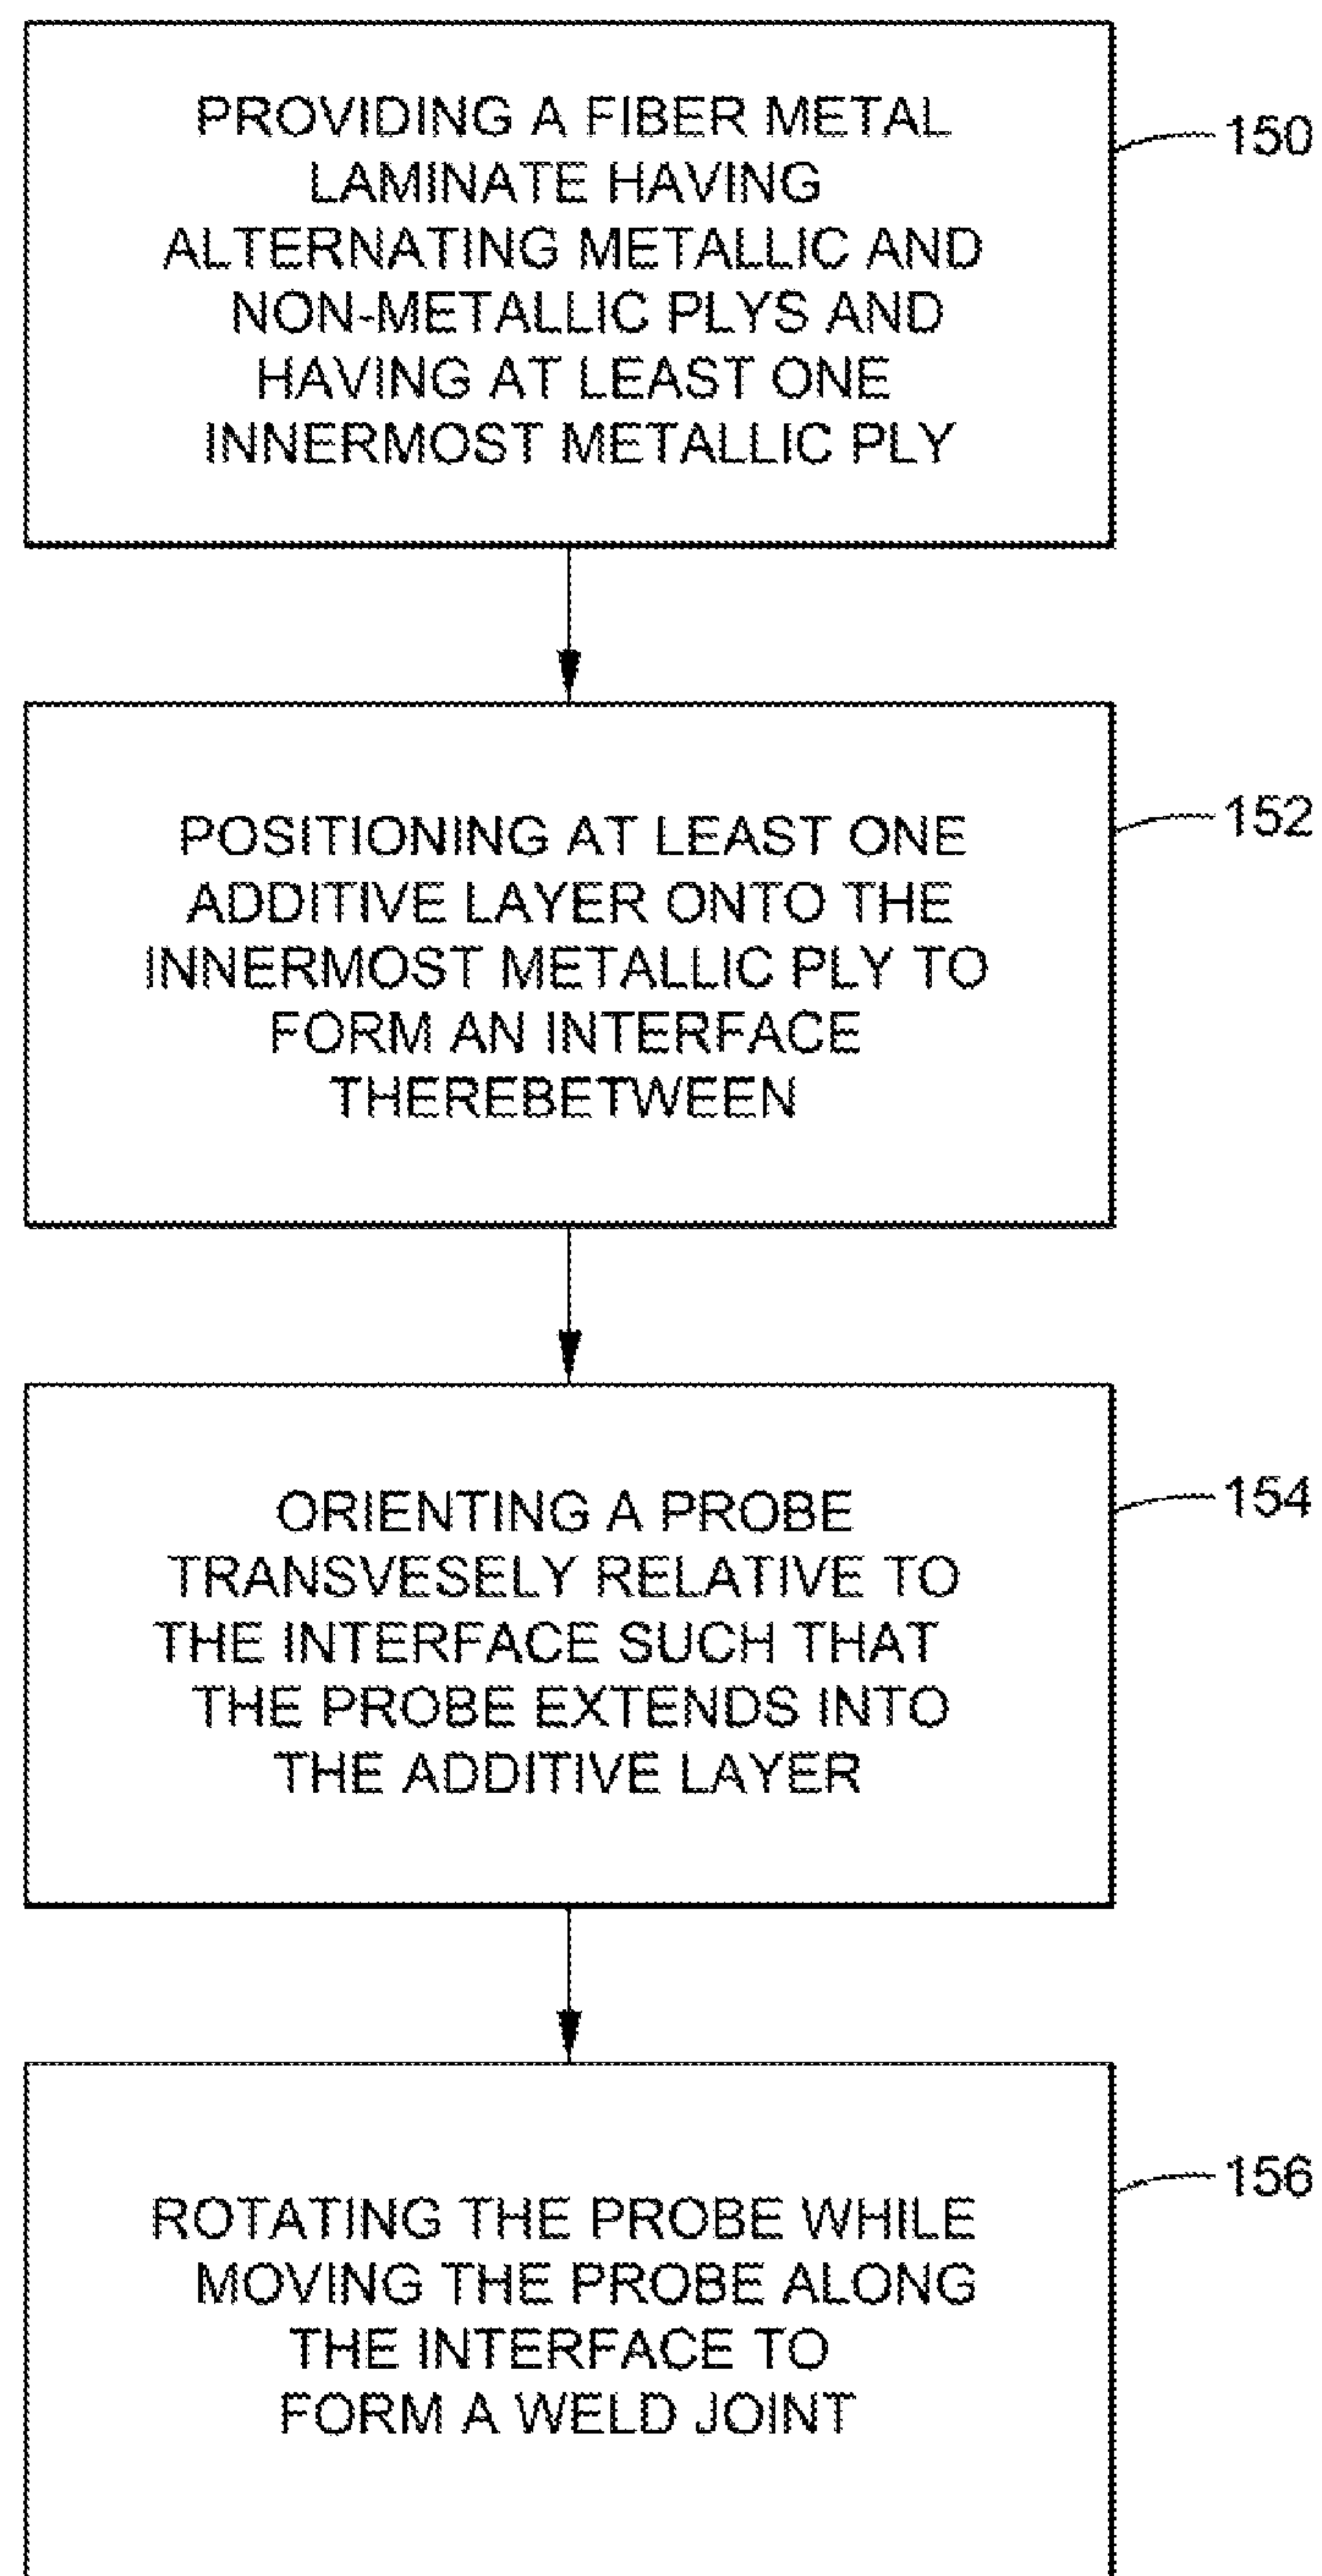 PROVIDING A FIBER METAL
LAMINATE HAVING
ALTERNATING METALLIC AND
NON-METALLIC PLYS AND
HAVING AT LEAST ONE
INNERMOST METALLIC PLY
150
POSITIONING AT LEAST ONE
ADDITIVE LAYER ONTO THE
INNERMOST METALLIC PLY TO
FORM AN INTERFACE
THEREBETWEEN
152
ORIENTING A PROBE
TRANSVESELY RELATIVE TO
THE INTERFACE SUCH THAT
THE PROBE EXTENDS INTO
THE ADDITIVE LAYER
154
ROTATING THE PROBE WHILE
MOVING THE PROBE ALONG
THE INTERFACE TO
FORM A WELD JOINT
156